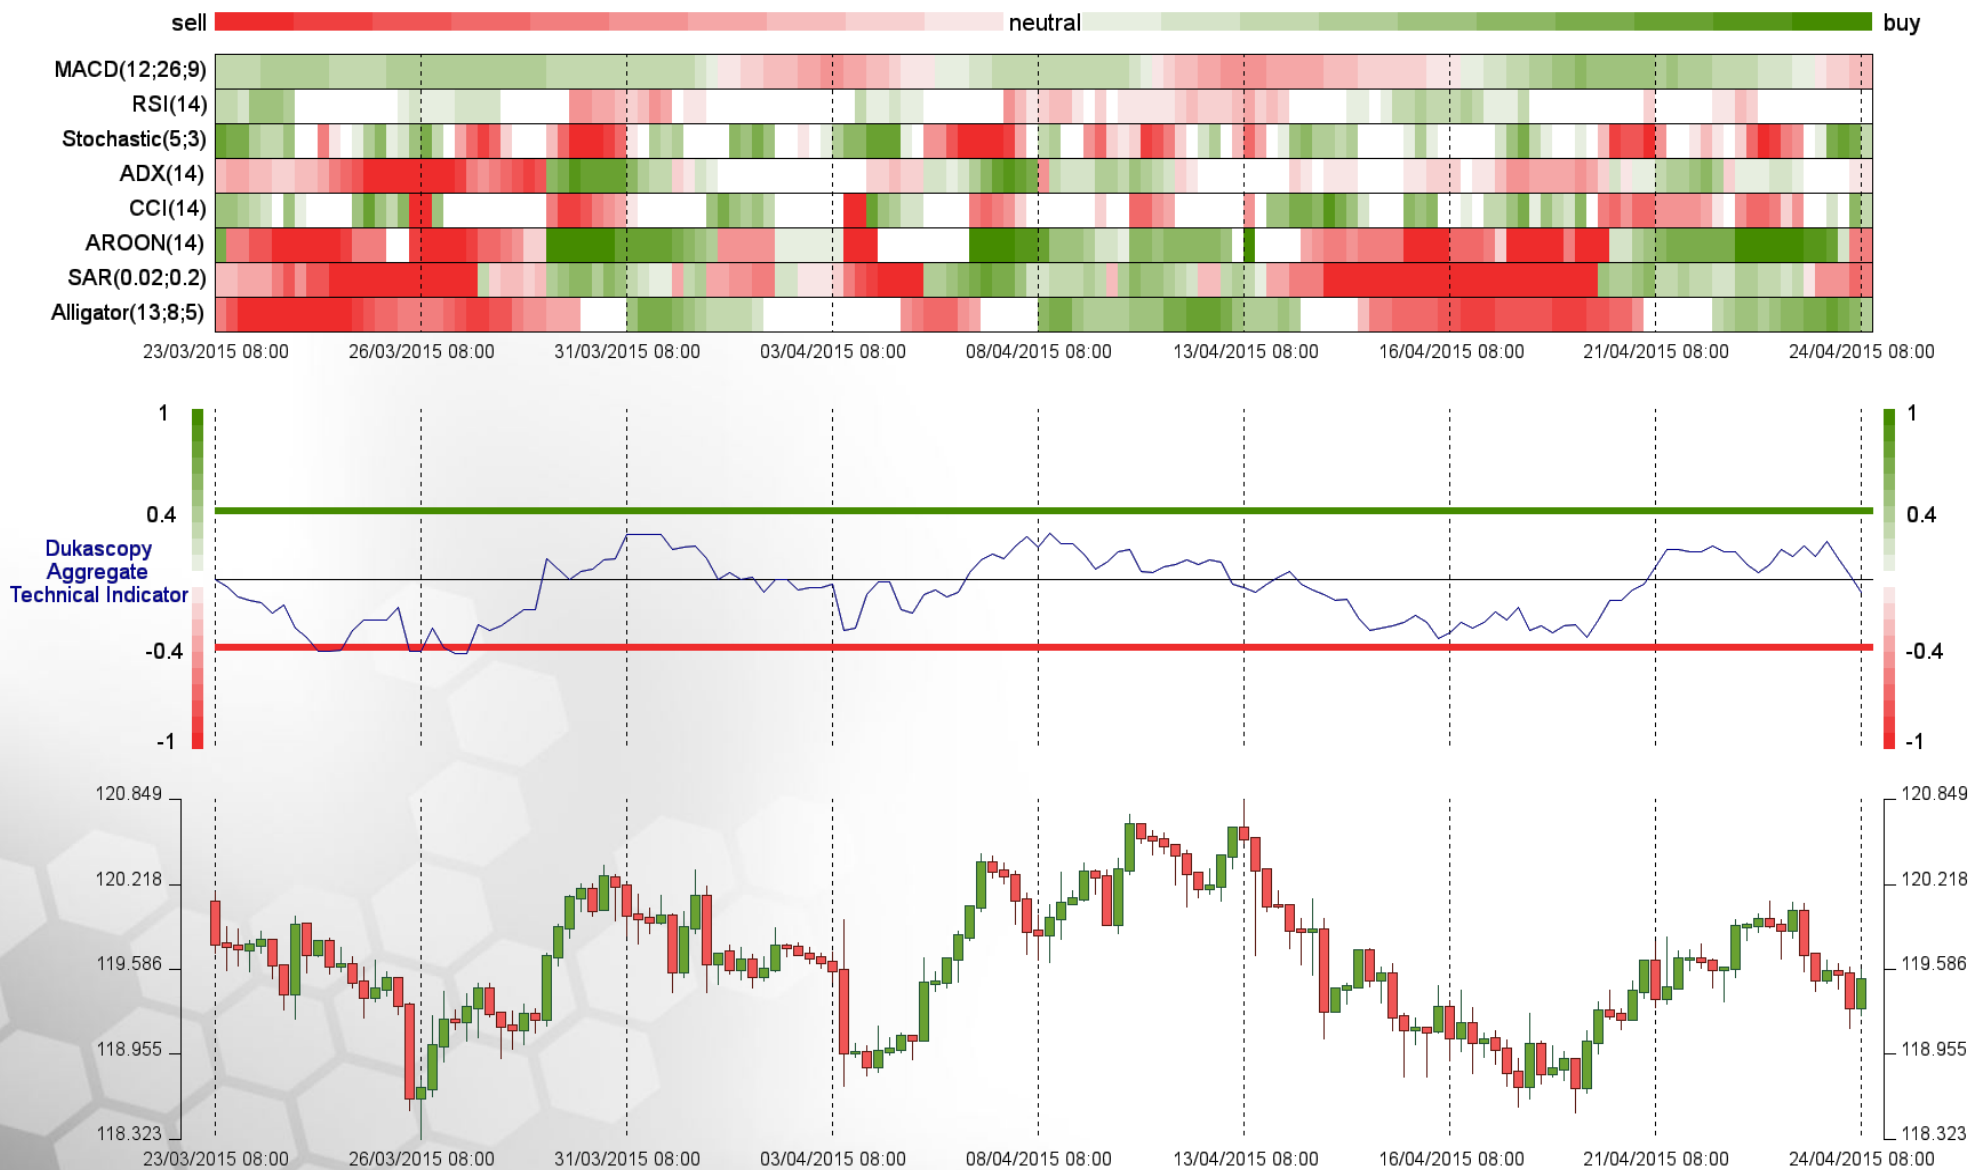 sell neutral buy
MACD(12;26;9)
RSI(14)
Stochastic(5;3)
ADX(14)
CCI(14)
AROON(14)
SAR(0.02;0.2)
Alligator(13;8;5)
23/03/2015 08:00 26/03/2015 08:00 31/03/2015 08:00 03/04/2015 08:00 08/04/2015 08:00 13/04/2015 08:00 16/04/2015 08:00 21/04/2015 08:00 24/04/2015 08:00
1 1
0.4 0.4
Dukascopy
Aggregate
Technical Indicator
-0.4 -0.4
-1 -1
120.849 120.849
120.218 120.218
119.586 119.586
118.955 118.955
118.323 118.323
23/03/2015 08:00 26/03/2015 08:00 31/03/2015 08:00 03/04/2015 08:00 08/04/2015 08:00 13/04/2015 08:00 16/04/2015 08:00 21/04/2015 08:00 24/04/2015 08:00